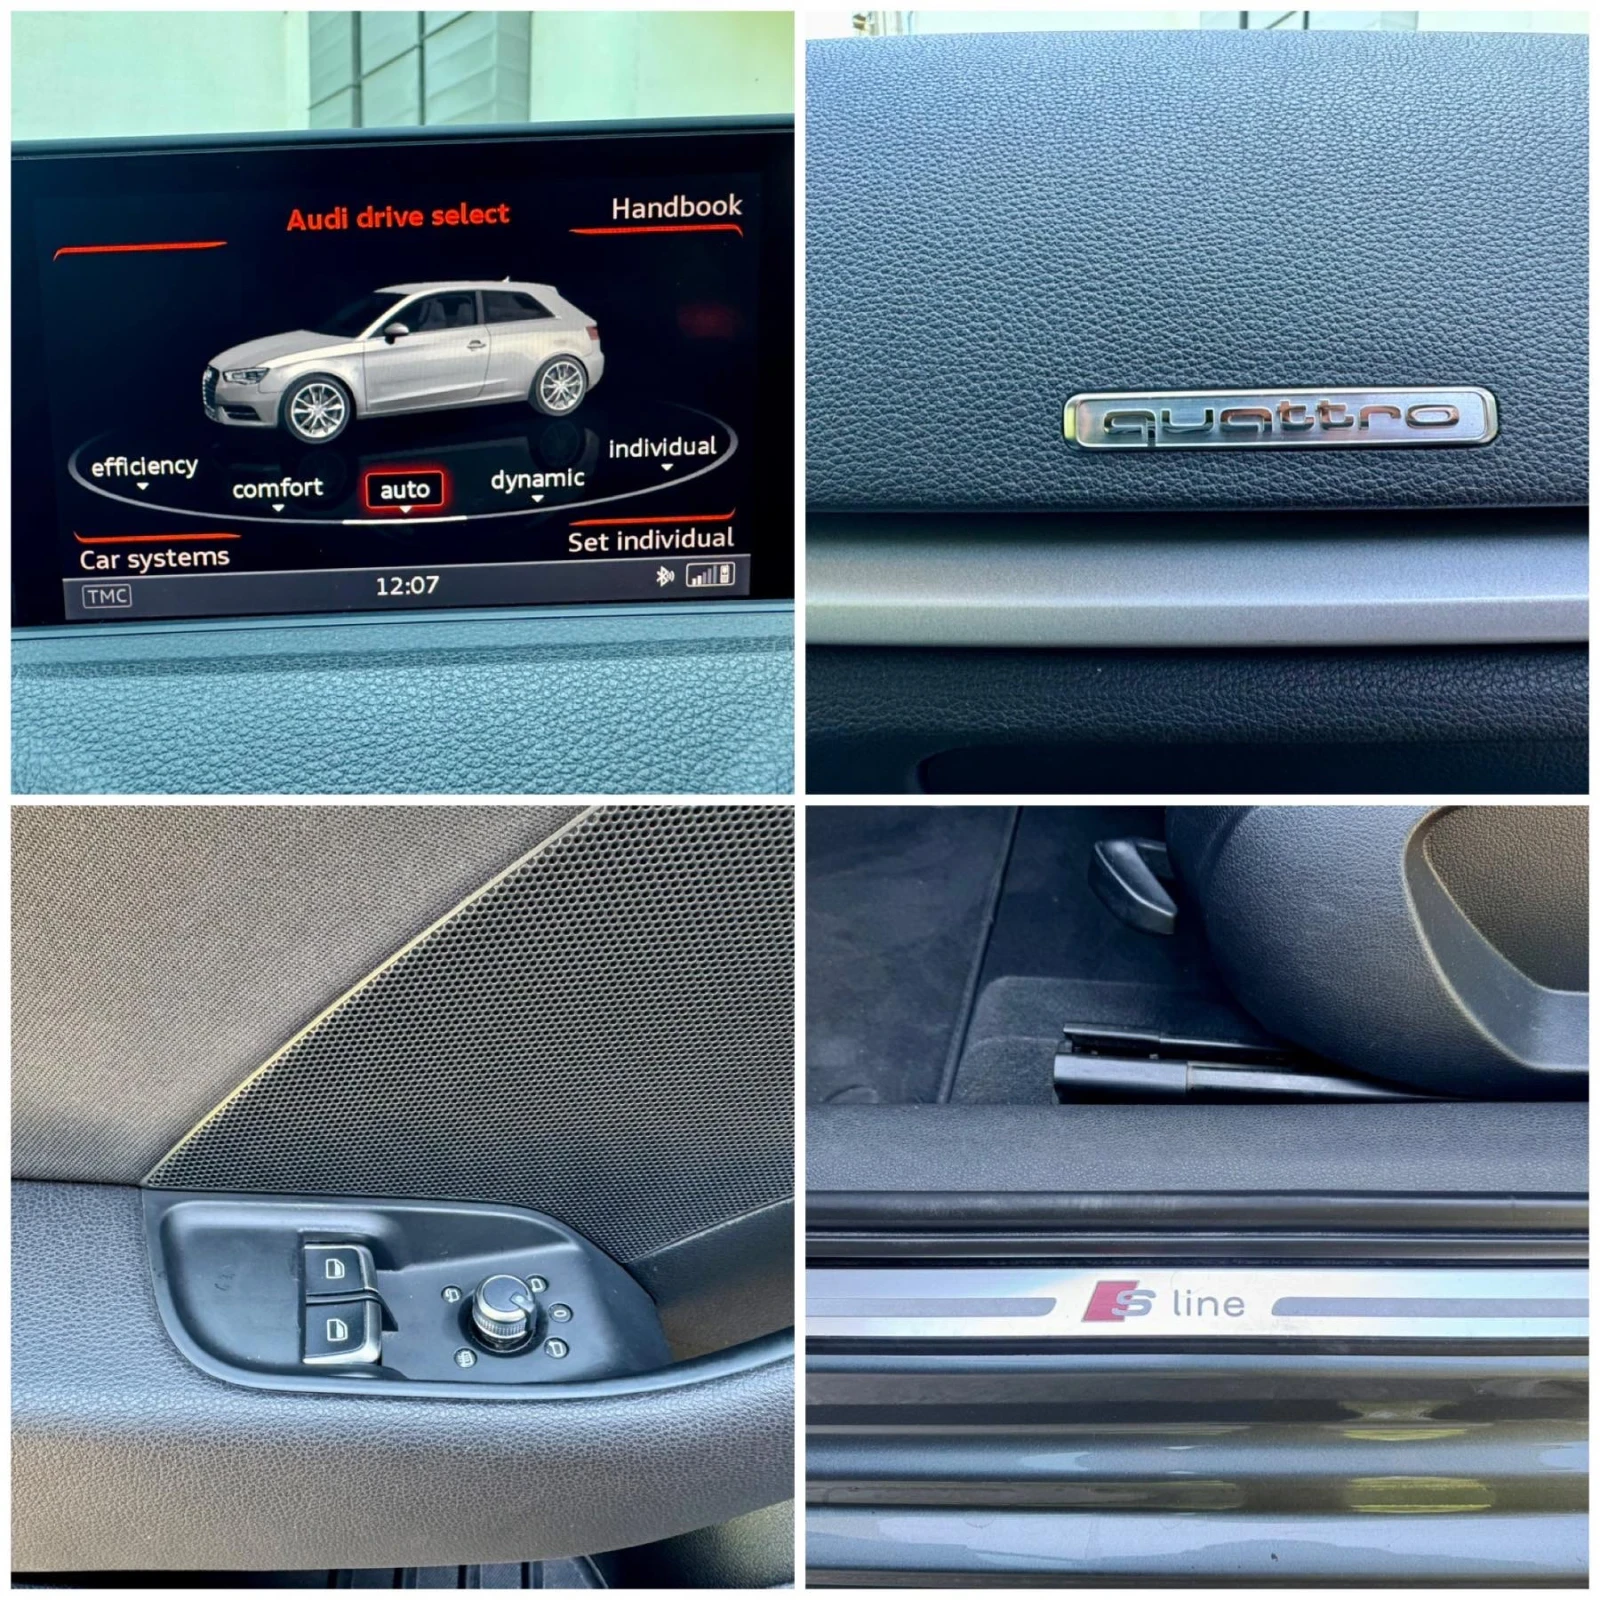 Audi drive select
Handbook
efficiency
comfort
auto
dynamic
individual
Car systems
Set individual
TMC
12:07
quattro
S line